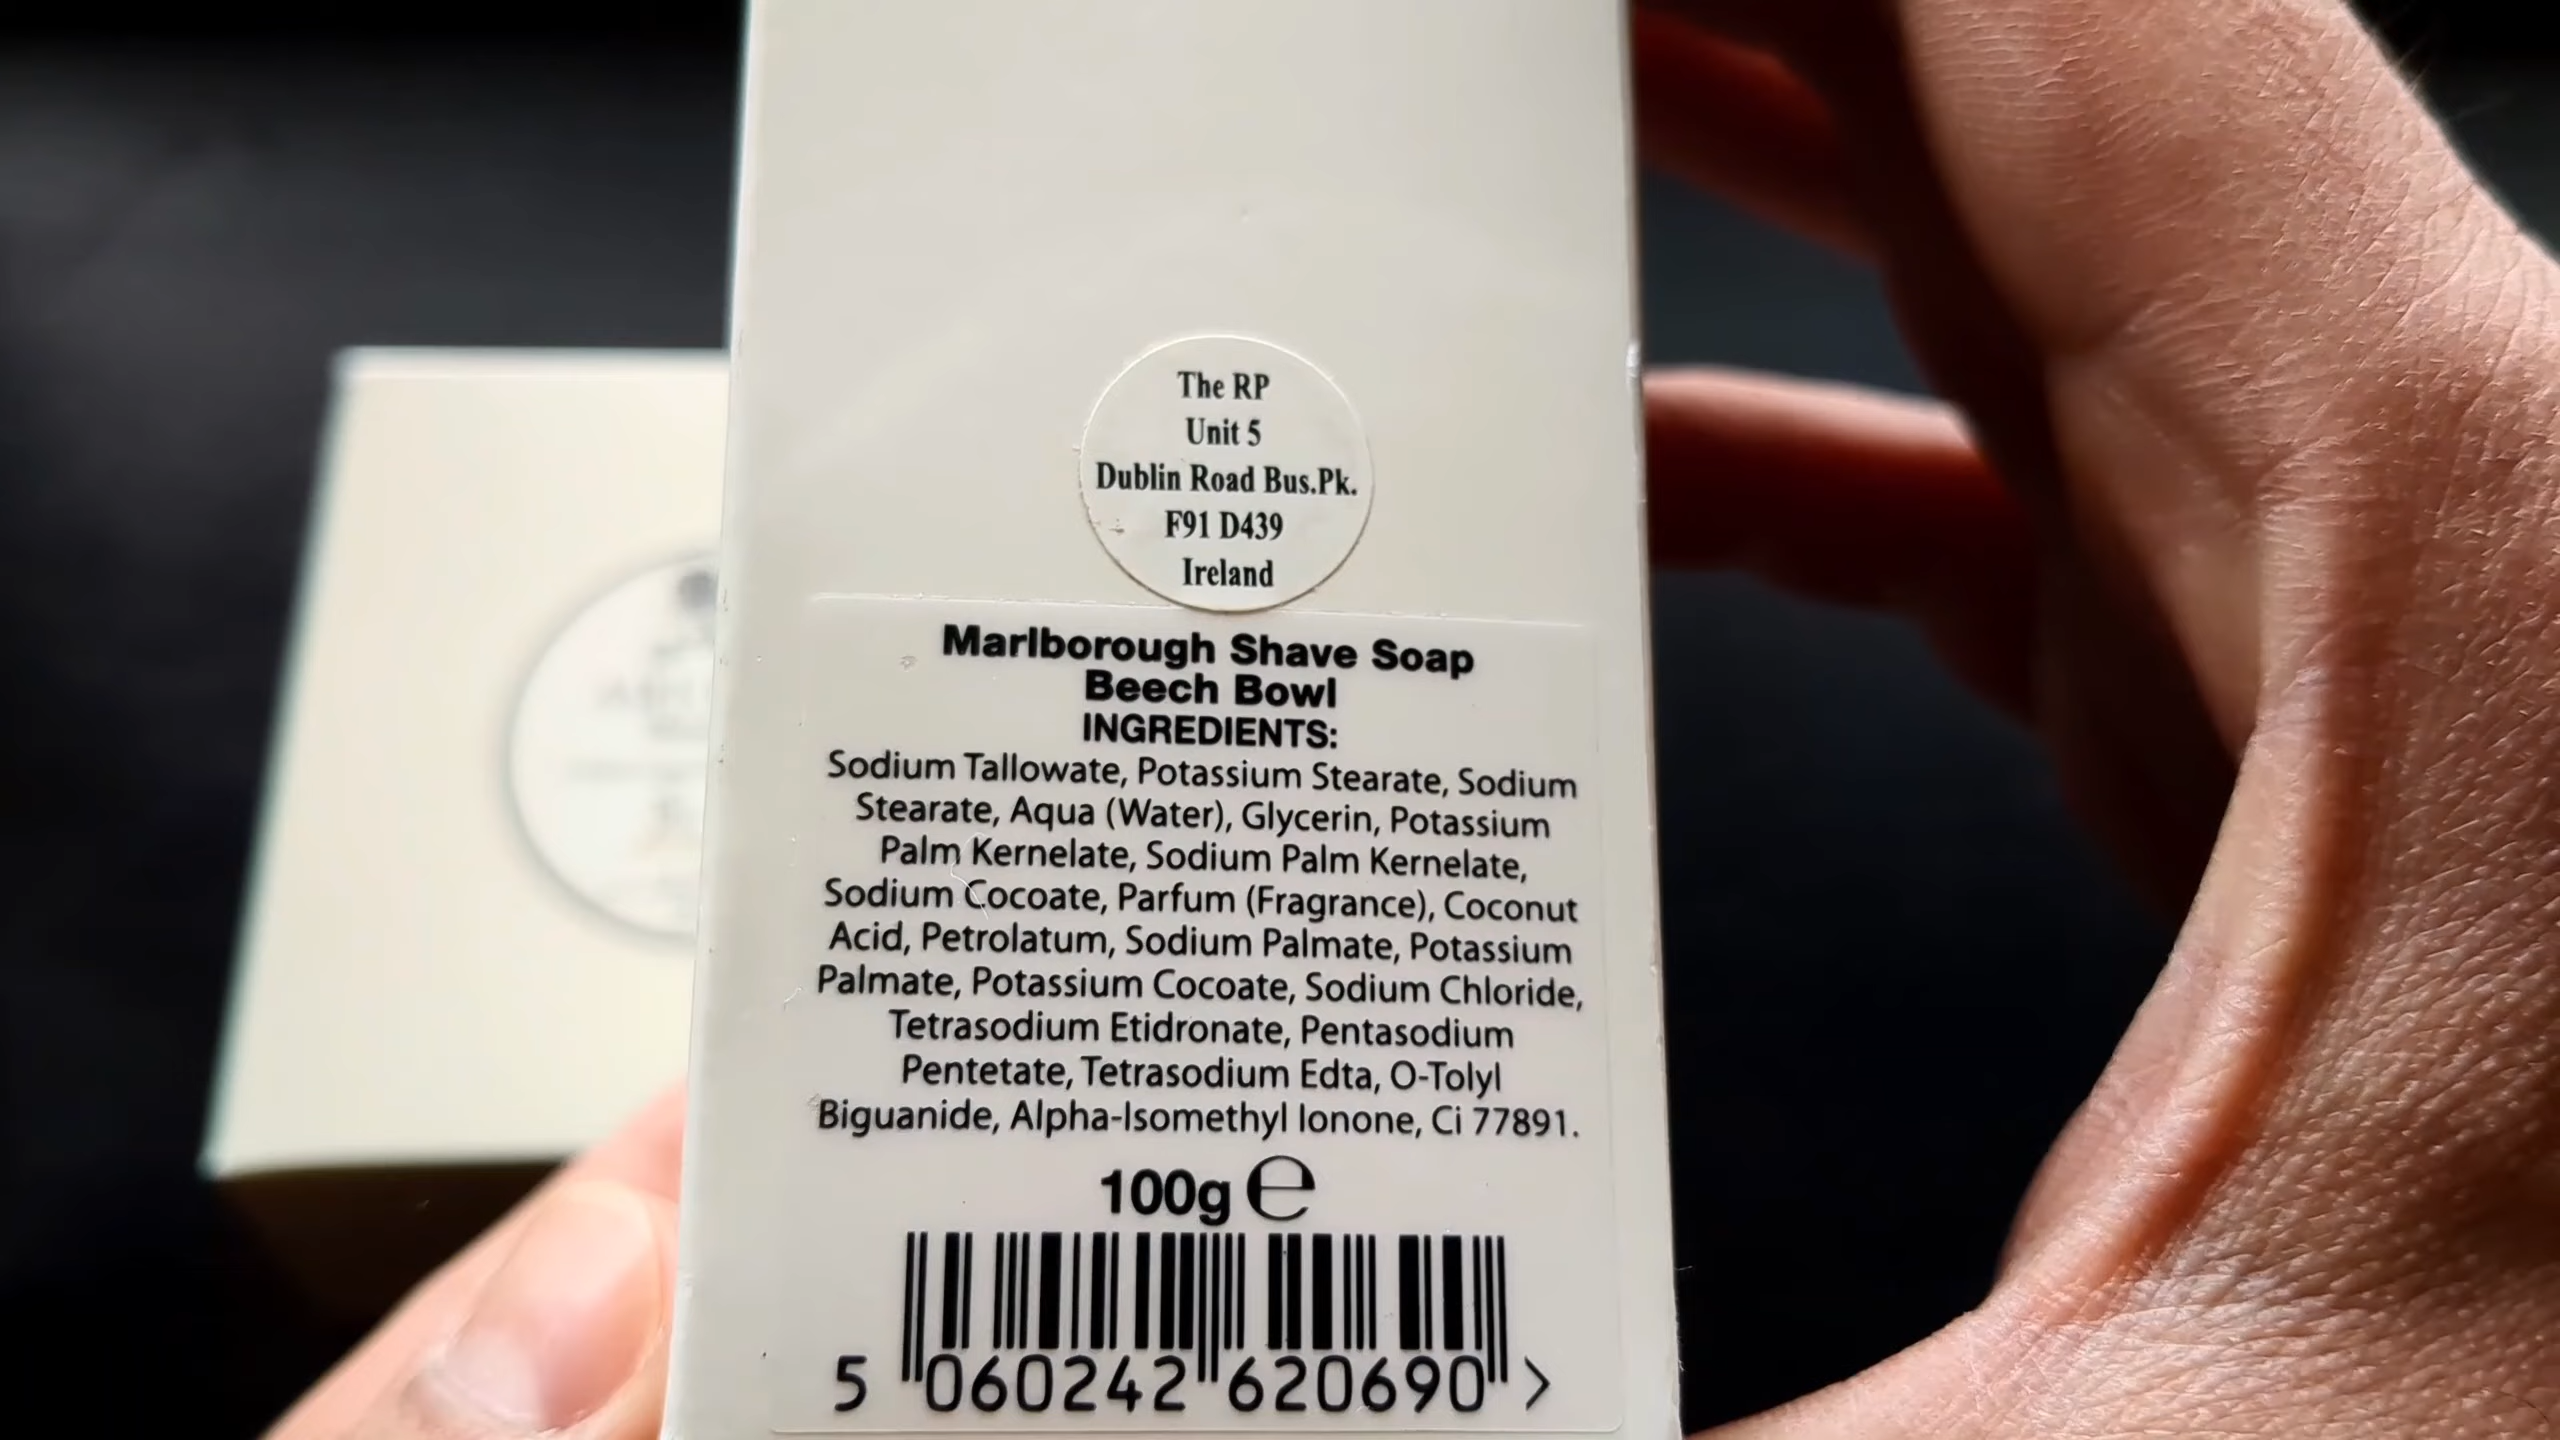 The RP
Unit 5
Dublin Road Bus.Pk.
F91 D439
Ireland
Marlborough Shave Soap
Beech Bowl
INGREDIENTS:
Sodium Tallowate, Potassium Stearate, Sodium
Stearate, Aqua (Water), Glycerin, Potassium
Palm Kernelate, Sodium Palm Kernelate,
Sodium Cocoate, Parfum (Fragrance), Coconut
Acid, Petrolatum, Sodium Palmate, Potassium
Palmate, Potassium Cocoate, Sodium Chloride,
Tetrasodium Etidronate, Pentasodium
Pentetate, Tetrasodium Edta, O-Tolyl
Biguanide, Alpha-Isomethyl Ionone, Ci 77891.
100g ℮
5 060242 620690 >